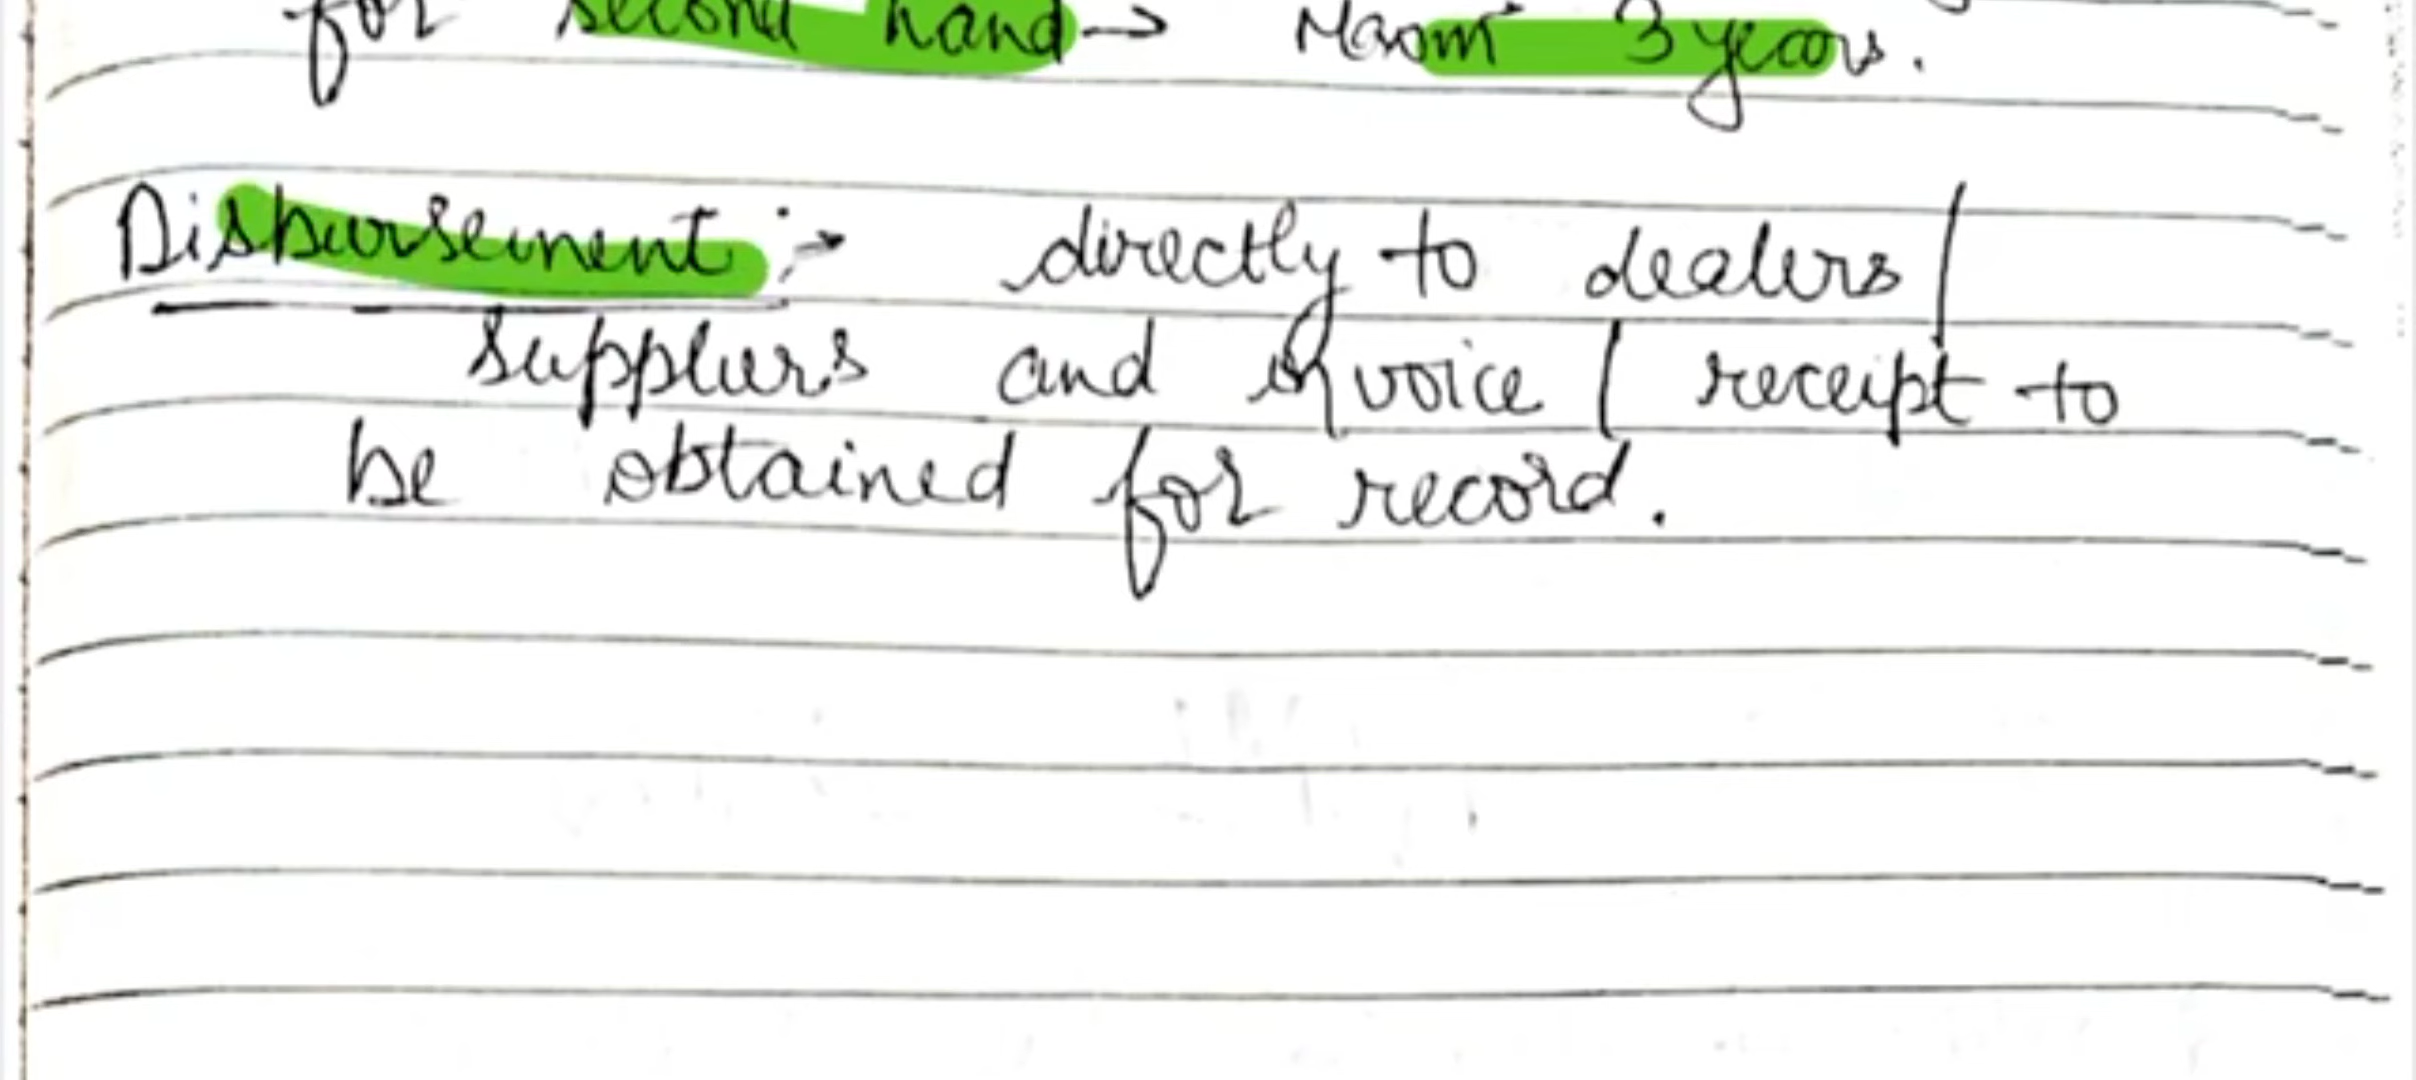 for second hand → Maxm 3 years.
Disbursement :→ directly to dealers/
suppliers and invoice / receipt to
be obtained for record.